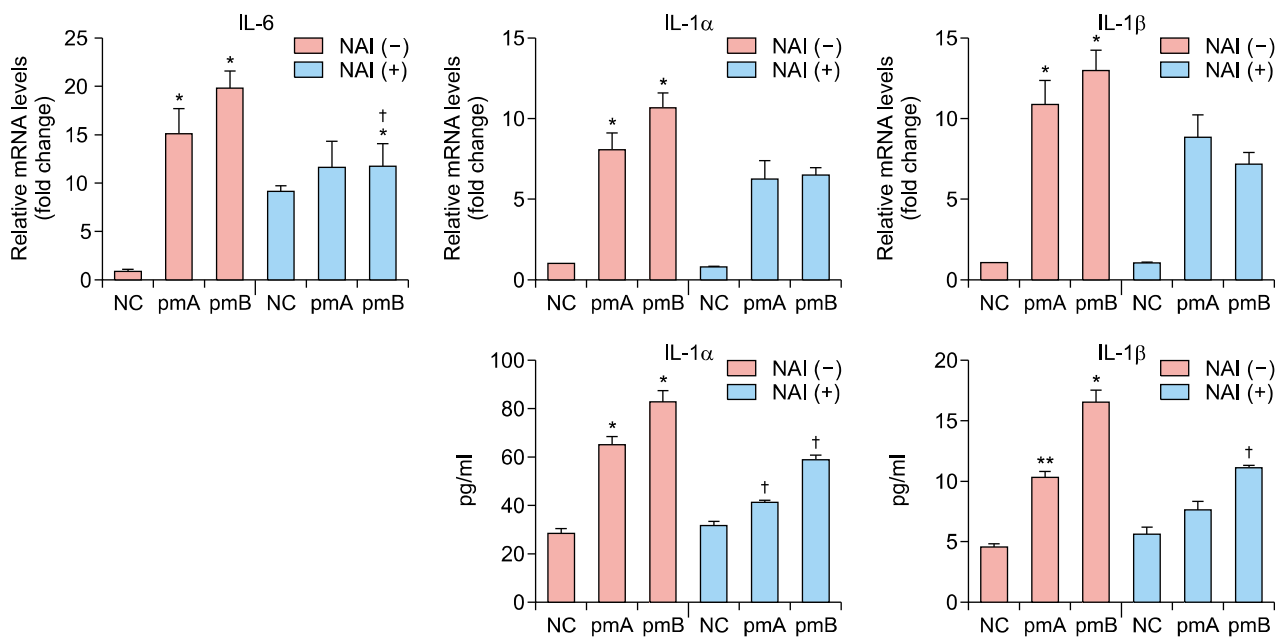 IL-6
NAI (−)
NAI (+)
Relative mRNA levels
(fold change)
25
20
15
10
5
0
*
*
†
*
NC pmA pmB NC pmA pmB
IL-1α
NAI (−)
NAI (+)
Relative mRNA levels
(fold change)
15
10
5
0
*
*
NC pmA pmB NC pmA pmB
IL-1β
NAI (−)
NAI (+)
Relative mRNA levels
(fold change)
15
10
5
0
*
*
NC pmA pmB NC pmA pmB
IL-1α
NAI (−)
NAI (+)
pg/ml
100
80
60
40
20
0
*
*
†
†
NC pmA pmB NC pmA pmB
IL-1β
NAI (−)
NAI (+)
pg/ml
20
15
10
5
0
**
*
†
NC pmA pmB NC pmA pmB